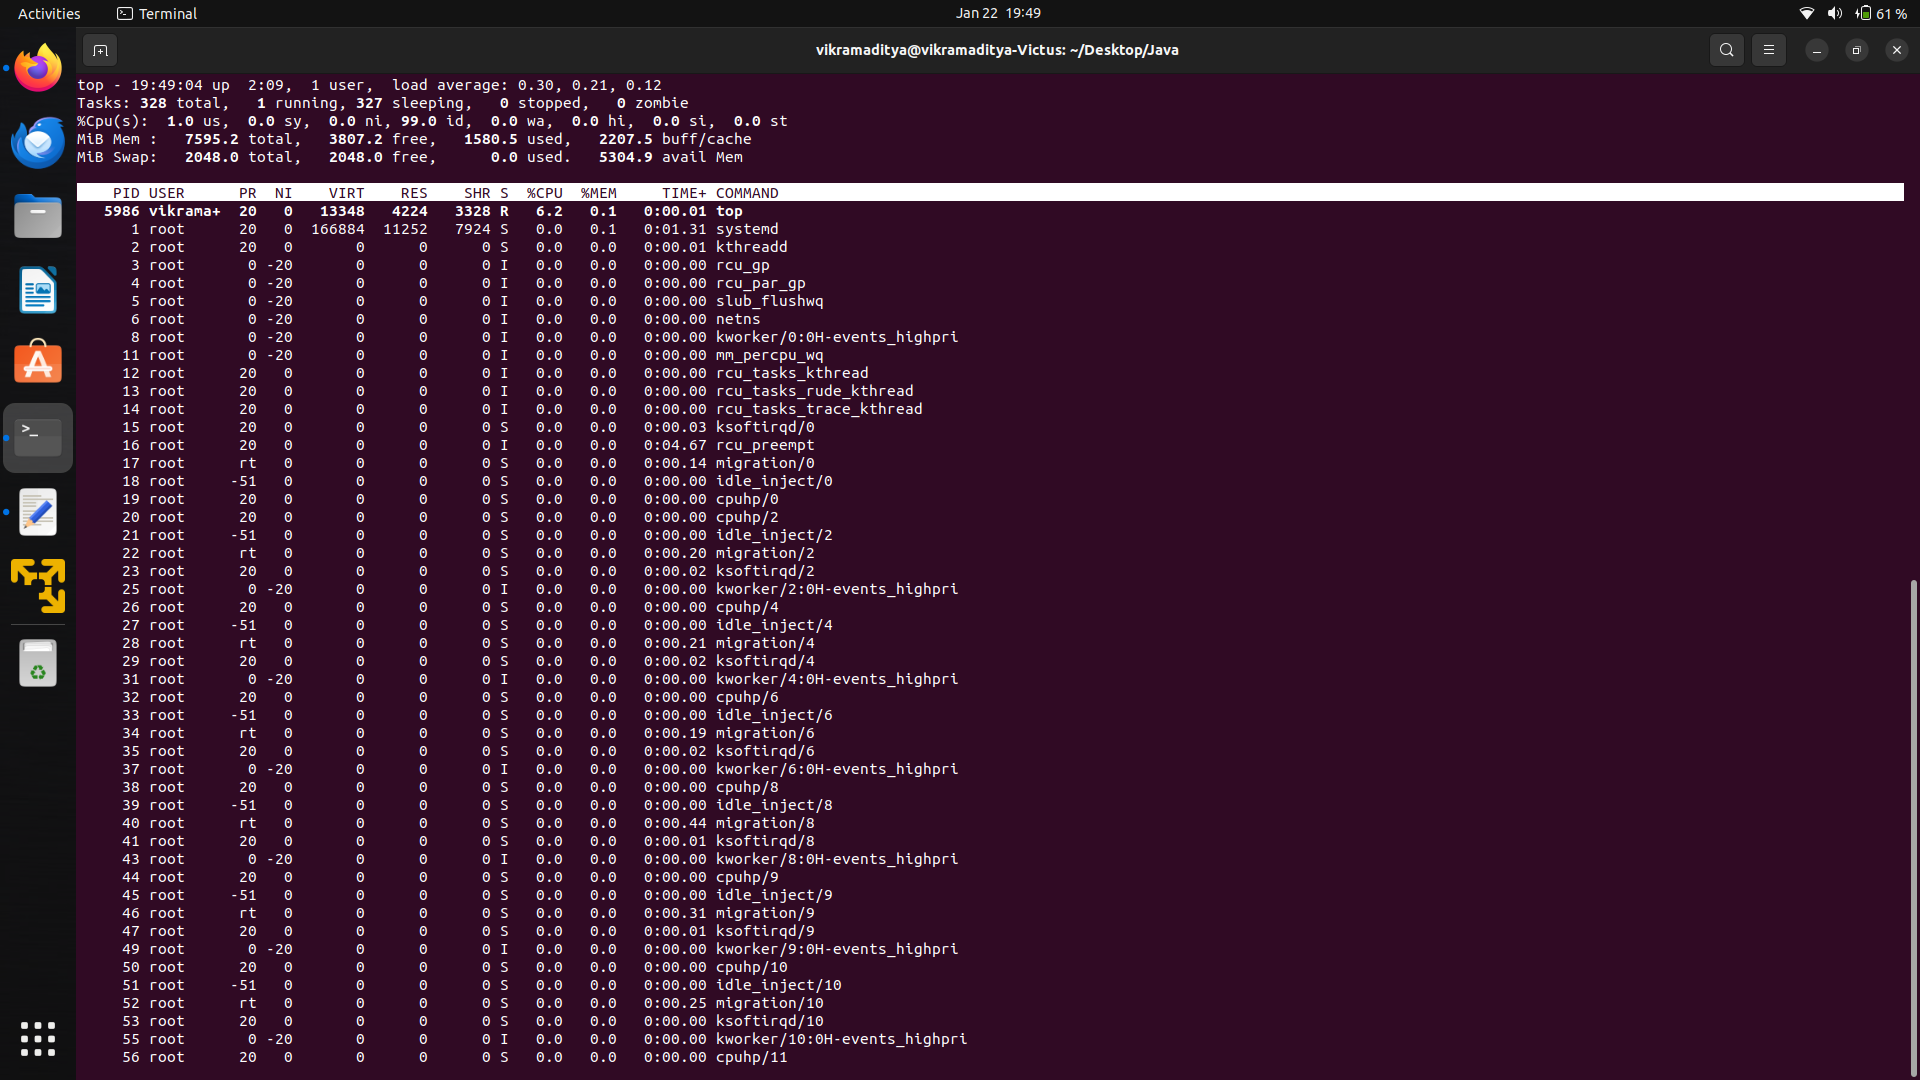 Activities Terminal Jan 22 19:49 61 %
vikramaditya@vikramaditya-Victus: ~/Desktop/Java
top - 19:49:04 up  2:09,  1 user,  load average: 0.30, 0.21, 0.12
Tasks: 328 total,   1 running, 327 sleeping,   0 stopped,   0 zombie
%Cpu(s):  1.0 us,  0.0 sy,  0.0 ni, 99.0 id,  0.0 wa,  0.0 hi,  0.0 si,  0.0 st
MiB Mem :   7595.2 total,   3807.2 free,   1580.5 used,   2207.5 buff/cache
MiB Swap:   2048.0 total,   2048.0 free,      0.0 used.   5304.9 avail Mem
PID USER PR NI VIRT RES SHR S %CPU %MEM TIME+ COMMAND
5986 vikrama+ 20 0 13348 4224 3328 R 6.2 0.1 0:00.01 top
1 root 20 0 166884 11252 7924 S 0.0 0.1 0:01.31 systemd
2 root 20 0 0 0 0 S 0.0 0.0 0:00.01 kthreadd
3 root 0 -20 0 0 0 I 0.0 0.0 0:00.00 rcu_gp
4 root 0 -20 0 0 0 I 0.0 0.0 0:00.00 rcu_par_gp
5 root 0 -20 0 0 0 I 0.0 0.0 0:00.00 slub_flushwq
6 root 0 -20 0 0 0 I 0.0 0.0 0:00.00 netns
8 root 0 -20 0 0 0 I 0.0 0.0 0:00.00 kworker/0:0H-events_highpri
11 root 0 -20 0 0 0 I 0.0 0.0 0:00.00 mm_percpu_wq
12 root 20 0 0 0 0 I 0.0 0.0 0:00.00 rcu_tasks_kthread
13 root 20 0 0 0 0 I 0.0 0.0 0:00.00 rcu_tasks_rude_kthread
14 root 20 0 0 0 0 I 0.0 0.0 0:00.00 rcu_tasks_trace_kthread
15 root 20 0 0 0 0 S 0.0 0.0 0:00.03 ksoftirqd/0
16 root 20 0 0 0 0 I 0.0 0.0 0:04.67 rcu_preempt
17 root rt 0 0 0 0 S 0.0 0.0 0:00.14 migration/0
18 root -51 0 0 0 0 S 0.0 0.0 0:00.00 idle_inject/0
19 root 20 0 0 0 0 S 0.0 0.0 0:00.00 cpuhp/0
20 root 20 0 0 0 0 S 0.0 0.0 0:00.00 cpuhp/2
21 root -51 0 0 0 0 S 0.0 0.0 0:00.00 idle_inject/2
22 root rt 0 0 0 0 S 0.0 0.0 0:00.20 migration/2
23 root 20 0 0 0 0 S 0.0 0.0 0:00.02 ksoftirqd/2
25 root 0 -20 0 0 0 I 0.0 0.0 0:00.00 kworker/2:0H-events_highpri
26 root 20 0 0 0 0 S 0.0 0.0 0:00.00 cpuhp/4
27 root -51 0 0 0 0 S 0.0 0.0 0:00.00 idle_inject/4
28 root rt 0 0 0 0 S 0.0 0.0 0:00.21 migration/4
29 root 20 0 0 0 0 S 0.0 0.0 0:00.02 ksoftirqd/4
31 root 0 -20 0 0 0 I 0.0 0.0 0:00.00 kworker/4:0H-events_highpri
32 root 20 0 0 0 0 S 0.0 0.0 0:00.00 cpuhp/6
33 root -51 0 0 0 0 S 0.0 0.0 0:00.00 idle_inject/6
34 root rt 0 0 0 0 S 0.0 0.0 0:00.19 migration/6
35 root 20 0 0 0 0 S 0.0 0.0 0:00.02 ksoftirqd/6
37 root 0 -20 0 0 0 I 0.0 0.0 0:00.00 kworker/6:0H-events_highpri
38 root 20 0 0 0 0 S 0.0 0.0 0:00.00 cpuhp/8
39 root -51 0 0 0 0 S 0.0 0.0 0:00.00 idle_inject/8
40 root rt 0 0 0 0 S 0.0 0.0 0:00.44 migration/8
41 root 20 0 0 0 0 S 0.0 0.0 0:00.01 ksoftirqd/8
43 root 0 -20 0 0 0 I 0.0 0.0 0:00.00 kworker/8:0H-events_highpri
44 root 20 0 0 0 0 S 0.0 0.0 0:00.00 cpuhp/9
45 root -51 0 0 0 0 S 0.0 0.0 0:00.00 idle_inject/9
46 root rt 0 0 0 0 S 0.0 0.0 0:00.31 migration/9
47 root 20 0 0 0 0 S 0.0 0.0 0:00.01 ksoftirqd/9
49 root 0 -20 0 0 0 I 0.0 0.0 0:00.00 kworker/9:0H-events_highpri
50 root 20 0 0 0 0 S 0.0 0.0 0:00.00 cpuhp/10
51 root -51 0 0 0 0 S 0.0 0.0 0:00.00 idle_inject/10
52 root rt 0 0 0 0 S 0.0 0.0 0:00.25 migration/10
53 root 20 0 0 0 0 S 0.0 0.0 0:00.00 ksoftirqd/10
55 root 0 -20 0 0 0 I 0.0 0.0 0:00.00 kworker/10:0H-events_highpri
56 root 20 0 0 0 0 S 0.0 0.0 0:00.00 cpuhp/11